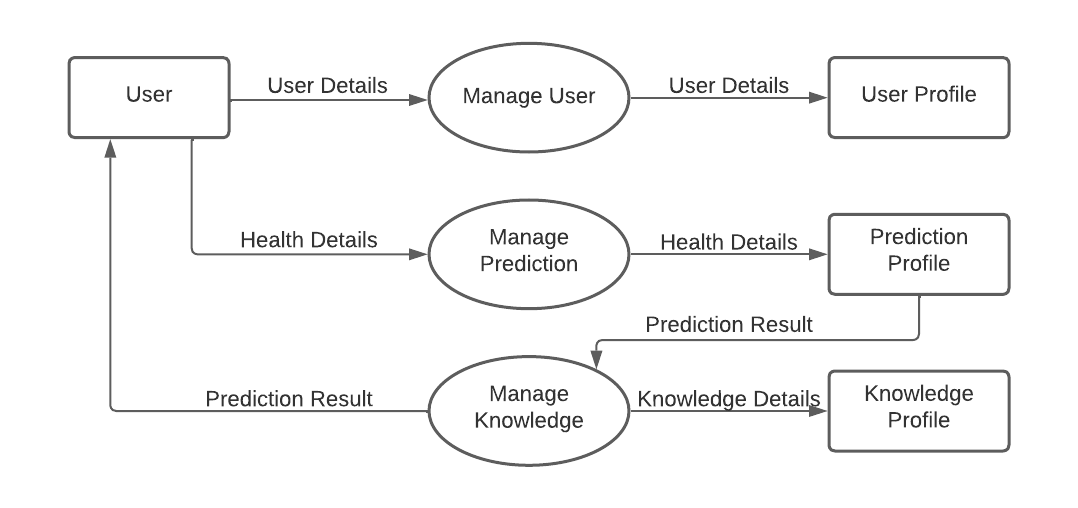 User
User Details
Manage User
User Details
User Profile
Health Details
Manage
Prediction
Health Details
Prediction
Profile
Prediction Result
Prediction Result
Manage
Knowledge
Knowledge Details
Knowledge
Profile